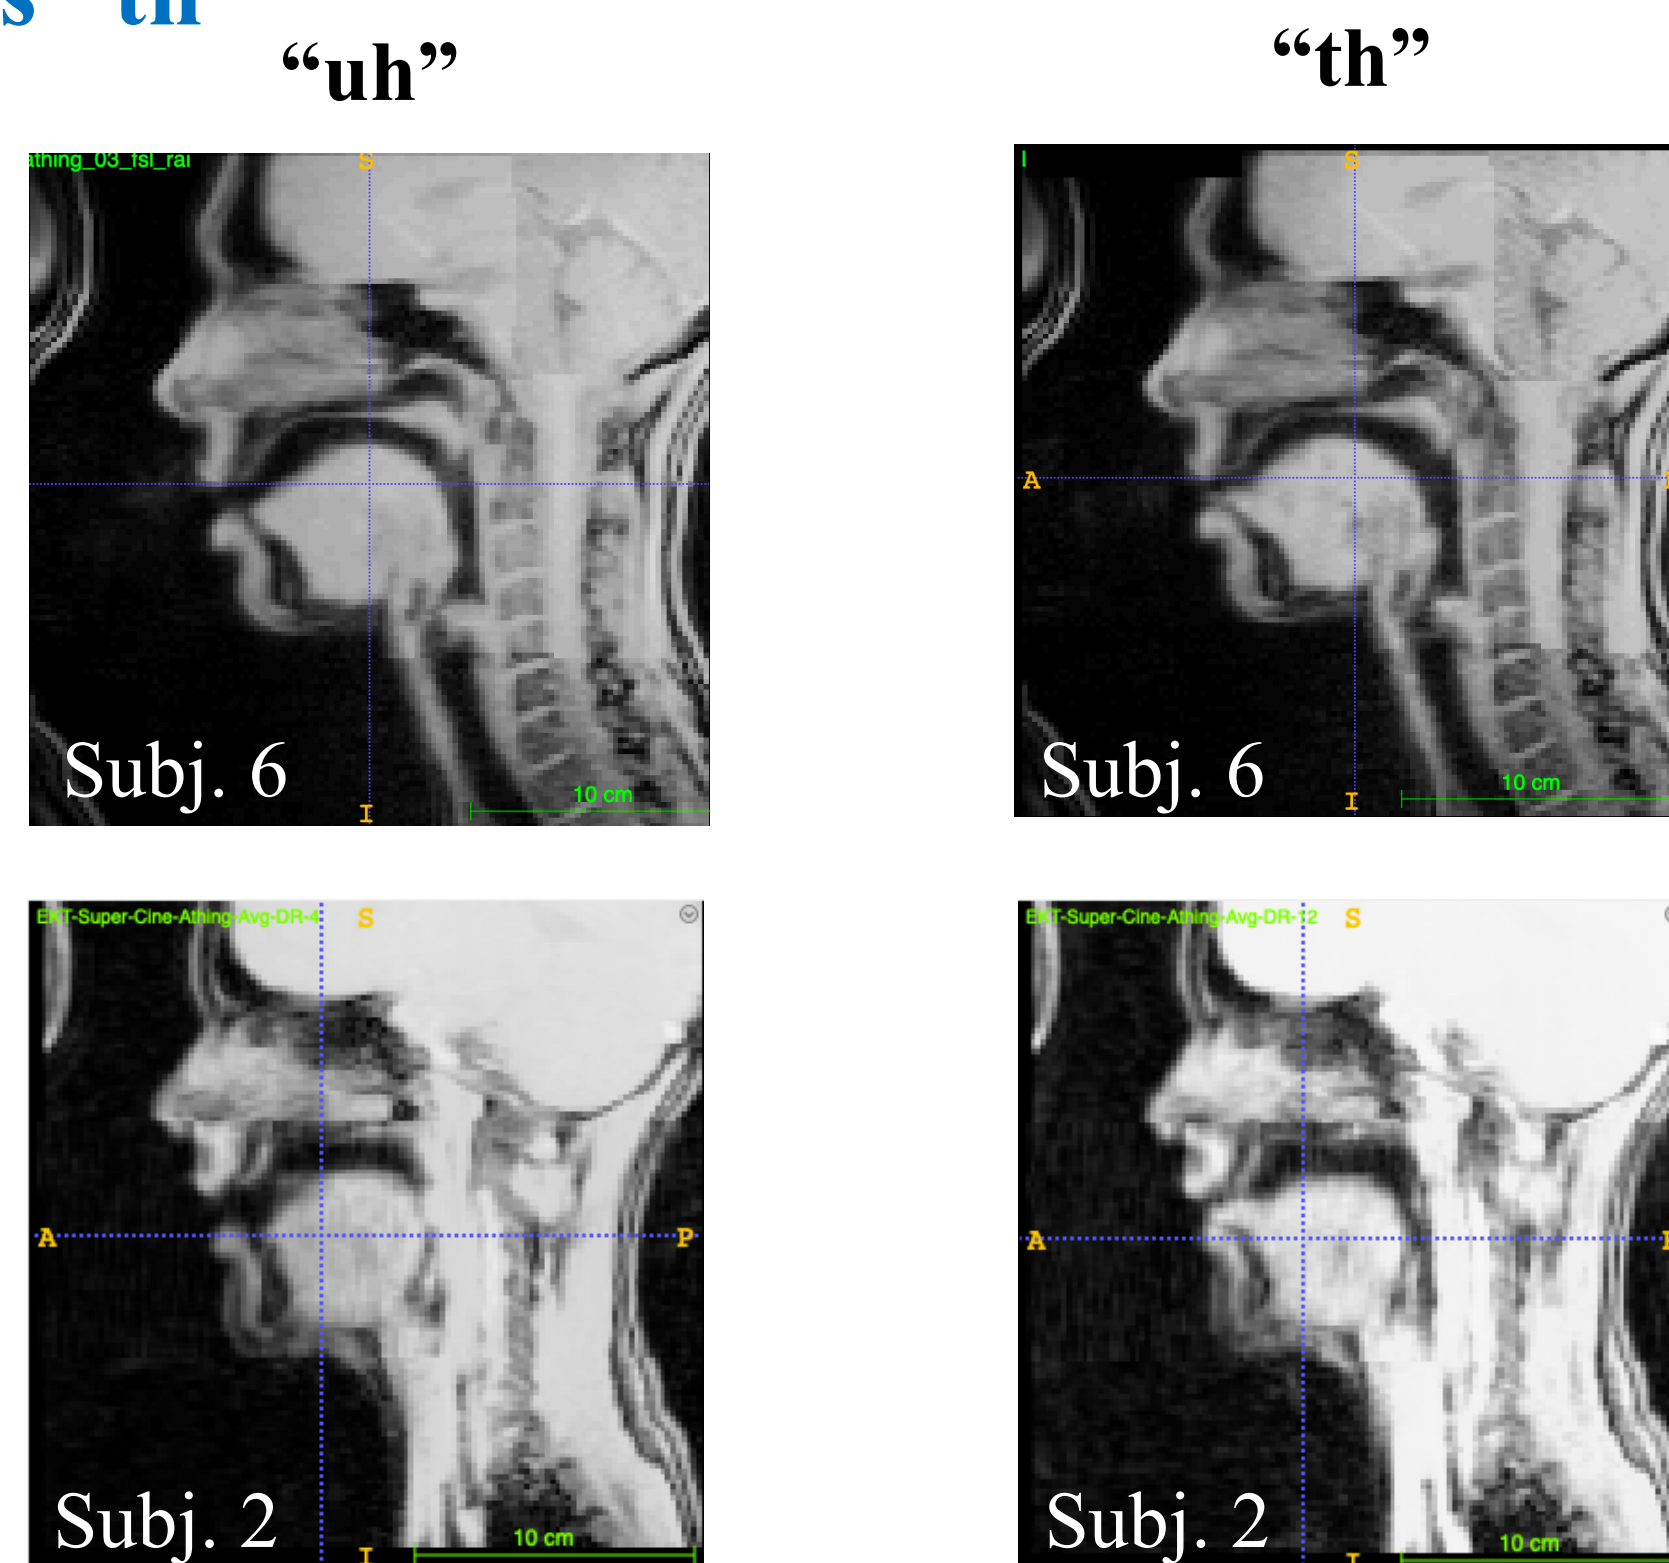 s "th
“uh”
“th”
athing_03_fsl_rai
S
I
Subj. 6
10 cm
I
S
A
Subj. 6
10 cm
I
EKT-Super-Cine-Athing-Avg-DR-4
S
A
P
Subj. 2
10 cm
I
EKT-Super-Cine-Athing-Avg-DR-12
S
A
Subj. 2
10 cm
I